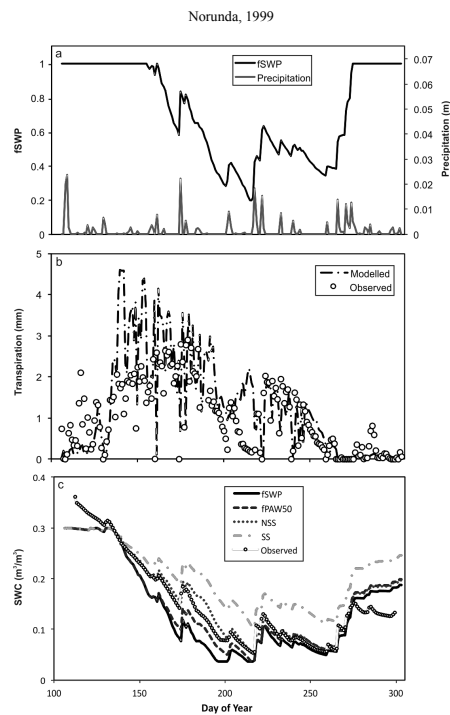 Norunda, 1999
a
fSWP
Precipitation
1
0.8
0.6
0.4
0.2
0
fSWP
0.07
0.06
0.05
0.04
0.03
0.02
0.01
0
Precipitation (m)
b
Modelled
Observed
5
4
3
2
1
0
Transpiration (mm)
c
fSWP
fPAW50
NSS
SS
Observed
0.4
0.3
0.2
0.1
0
SWC (m³/m³)
100
150
200
250
300
Day of Year